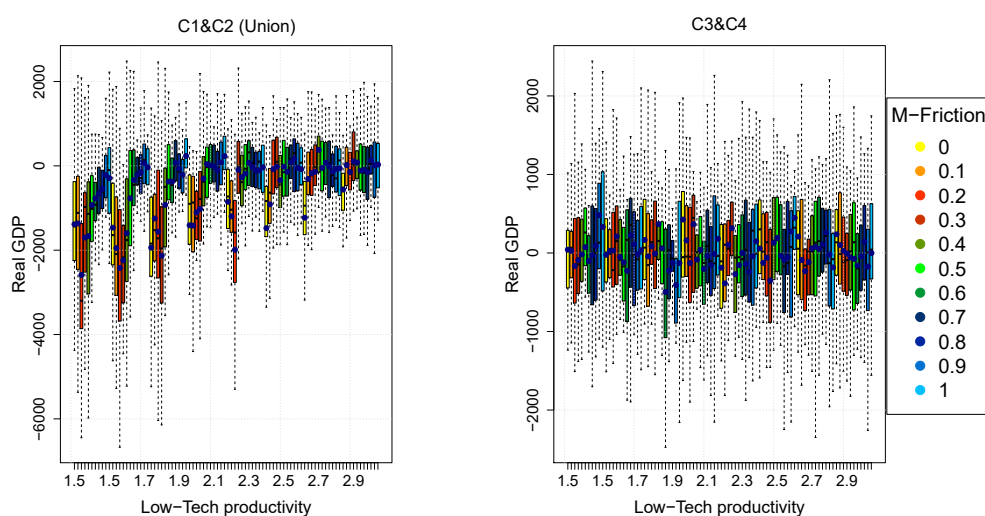 C1&C2 (Union)
Real GDP
2000
0
−2000
−4000
−6000
1.5 1.5 1.7 1.9 2.1 2.3 2.5 2.7 2.9
Low−Tech productivity
C3&C4
Real GDP
2000
1000
0
−1000
−2000
1.5 1.5 1.7 1.9 2.1 2.3 2.5 2.7 2.9
Low−Tech productivity
M−Friction
0
0.1
0.2
0.3
0.4
0.5
0.6
0.7
0.8
0.9
1